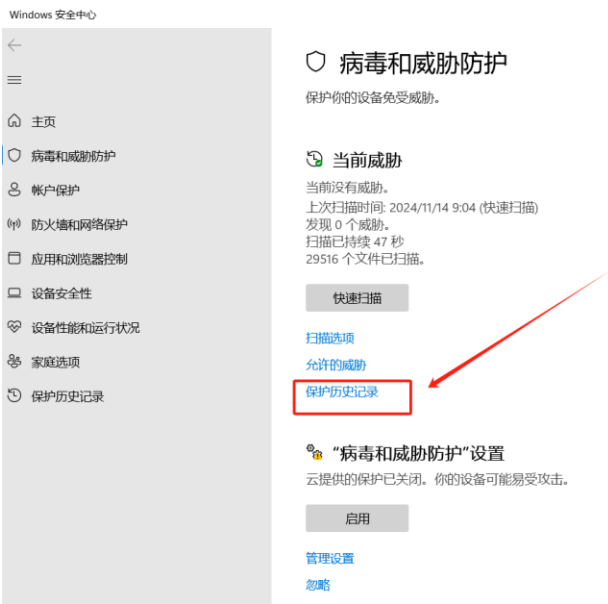 Windows 安全中心
主页
病毒和威胁防护
帐户保护
防火墙和网络保护
应用和浏览器控制
设备安全性
设备性能和运行状况
家庭选项
保护历史记录
病毒和威胁防护
保护你的设备免受威胁。
当前威胁
当前没有威胁。
上次扫描时间: 2024/11/14 9:04 (快速扫描)
发现 0 个威胁。
扫描已持续 47 秒
29516 个文件已扫描。
快速扫描
扫描选项
允许的威胁
保护历史记录
“病毒和威胁防护”设置
云提供的保护已关闭。你的设备可能易受攻击。
启用
管理设置
忽略